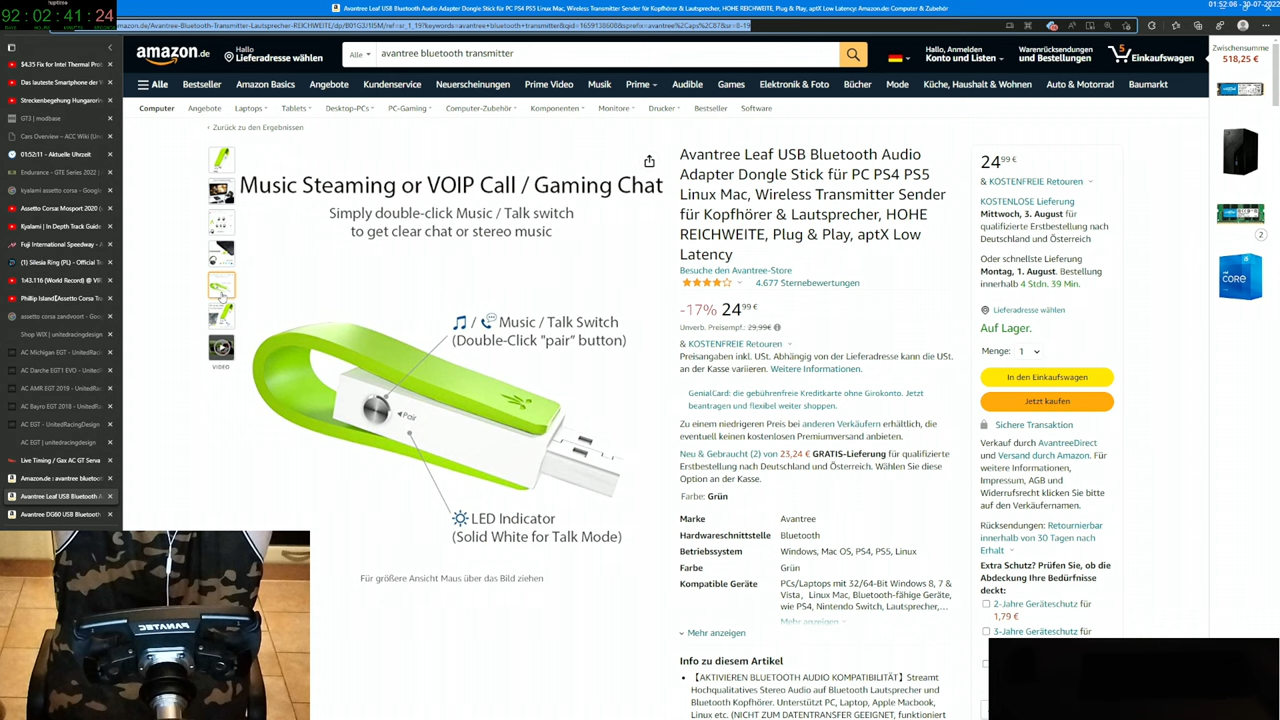 92:02:41:24
Avantree Leaf USB Bluetooth Audio Adapter Dongle Stick für PC PS4 PS5 Linux Mac, Wireless Transmitter Sender für Kopfhörer & Lautsprecher, HOHE REICHWEITE, Plug & Play, aptX Low Latency: Amazon.de: Computer & Zubehör
01:52:06 - 30-07-2022
$4.35 Fix for Intel Thermal Pro
Das lauteste Smartphone der
Streckenbegehung Hungarori
GT3 | modbase
Cars Overview – ACC Wiki (Un
01:52:11 - Aktuelle Uhrzeit
Endurance - GTE Series 2022 |
kyalami assetto corsa - Google
Assetto Corsa: Mosport 2020 (
Kyalami | In Depth Track Guide
Fuji International Speedway -
(1) Silesia Ring (PL) - Official T
1:43.116 (World Record) @ VI
Phillip Island|Assetto Corsa T
assetto corsa zandvoort - Goo
Shop WIX | unitedracingdesign
AC Michigan EGT - UnitedRac
AC Darche EGT1 EVO - United
AC AMR EGT 2019 - UnitedRa
AC Bayro EGT 2018 - UnitedR
AC EGT - UnitedRacingDesign
AC EGT | unitedracingdesign
Live Timing / Gax AC GT Serve
Amazon.de : avantree bluetoo
Avantree Leaf USB Bluetooth A
Avantree DG60 USB Bluetooth
amazon.de
Hallo
Lieferadresse wählen
Alle
avantree bluetooth transmitter
Hallo, Anmelden
Konto und Listen
Warenrücksendungen
und Bestellungen
5
Einkaufswagen
Alle Bestseller Amazon Basics Angebote Kundenservice Neuerscheinungen Prime Video Musik Prime Audible Games Elektronik & Foto Bücher Mode Küche, Haushalt & Wohnen Auto & Motorrad Baumarkt
Computer Angebote Laptops Tablets Desktop-PCs PC-Gaming Computer-Zubehör Komponenten Monitore Drucker Bestseller Software
‹ Zurück zu den Ergebnissen
VIDEO
Music Steaming or VOIP Call / Gaming Chat
Simply double-click Music / Talk switch
to get clear chat or stereo music
Music / Talk Switch
(Double-Click "pair" button)
Pair
LED Indicator
(Solid White for Talk Mode)
Für größere Ansicht Maus über das Bild ziehen
Avantree Leaf USB Bluetooth Audio
Adapter Dongle Stick für PC PS4 PS5
Linux Mac, Wireless Transmitter Sender
für Kopfhörer & Lautsprecher, HOHE
REICHWEITE, Plug & Play, aptX Low
Latency
Besuche den Avantree-Store
4.677 Sternebewertungen
-17% 24,99 €
Unverb. Preisempf.: 29,99€
& KOSTENFREIE Retouren
Preisangaben inkl. USt. Abhängig von der Lieferadresse kann die USt.
an der Kasse variieren. Weitere Informationen.
GenialCard: die gebührenfreie Kreditkarte ohne Girokonto. Jetzt
beantragen und flexibel weiter shoppen.
Zu einem niedrigeren Preis bei anderen Verkäufern erhältlich, die
eventuell keinen kostenlosen Premiumversand anbieten.
Neu & Gebraucht (2) von 23,24 € GRATIS-Lieferung für qualifizierte
Erstbestellung nach Deutschland und Österreich. Wählen Sie diese
Option an der Kasse.
Farbe: Grün
Marke Avantree
Hardwareschnittstelle Bluetooth
Betriebssystem Windows, Mac OS, PS4, PS5, Linux
Farbe Grün
Kompatible Geräte PCs/Laptops mit 32/64-Bit Windows 8, 7 &
Vista, Linux Mac, Bluetooth-fähige Geräte,
wie PS4, Nintendo Switch, Lautsprecher,...
Mehr anzeigen
Mehr anzeigen
Info zu diesem Artikel
【AKTIVIEREN BLUETOOTH AUDIO KOMPATIBILITÄT】Streamt
Hochqualitatives Stereo Audio auf Bluetooth Lautsprecher und
Bluetooth Kopfhörer. Unterstützt PC, Laptop, Apple Macbook,
Linux etc. (NICHT ZUM DATENTRANSFER GEEIGNET, funktioniert
24,99 €
& KOSTENFREIE Retouren
KOSTENLOSE Lieferung
Mittwoch, 3. August für
qualifizierte Erstbestellung nach
Deutschland und Österreich
Oder schnellste Lieferung
Montag, 1. August. Bestellung
innerhalb 4 Stdn. 39 Min.
Lieferadresse wählen
Auf Lager.
Menge: 1
In den Einkaufswagen
Jetzt kaufen
Sichere Transaktion
Verkauf durch AvantreeDirect
und Versand durch Amazon. Für
weitere Informationen,
Impressum, AGB und
Widerrufsrecht klicken Sie bitte
auf den Verkäufernamen.
Rücksendungen: Retournierbar
innerhalb von 30 Tagen nach
Erhalt
Extra Schutz? Prüfen Sie, ob die
Abdeckung Ihre Bedürfnisse
deckt:
2-Jahre Geräteschutz für
1,79 €
3-Jahre Geräteschutz für
Zwischensumme
518,25 €
2
CORE
i5
FANATEC